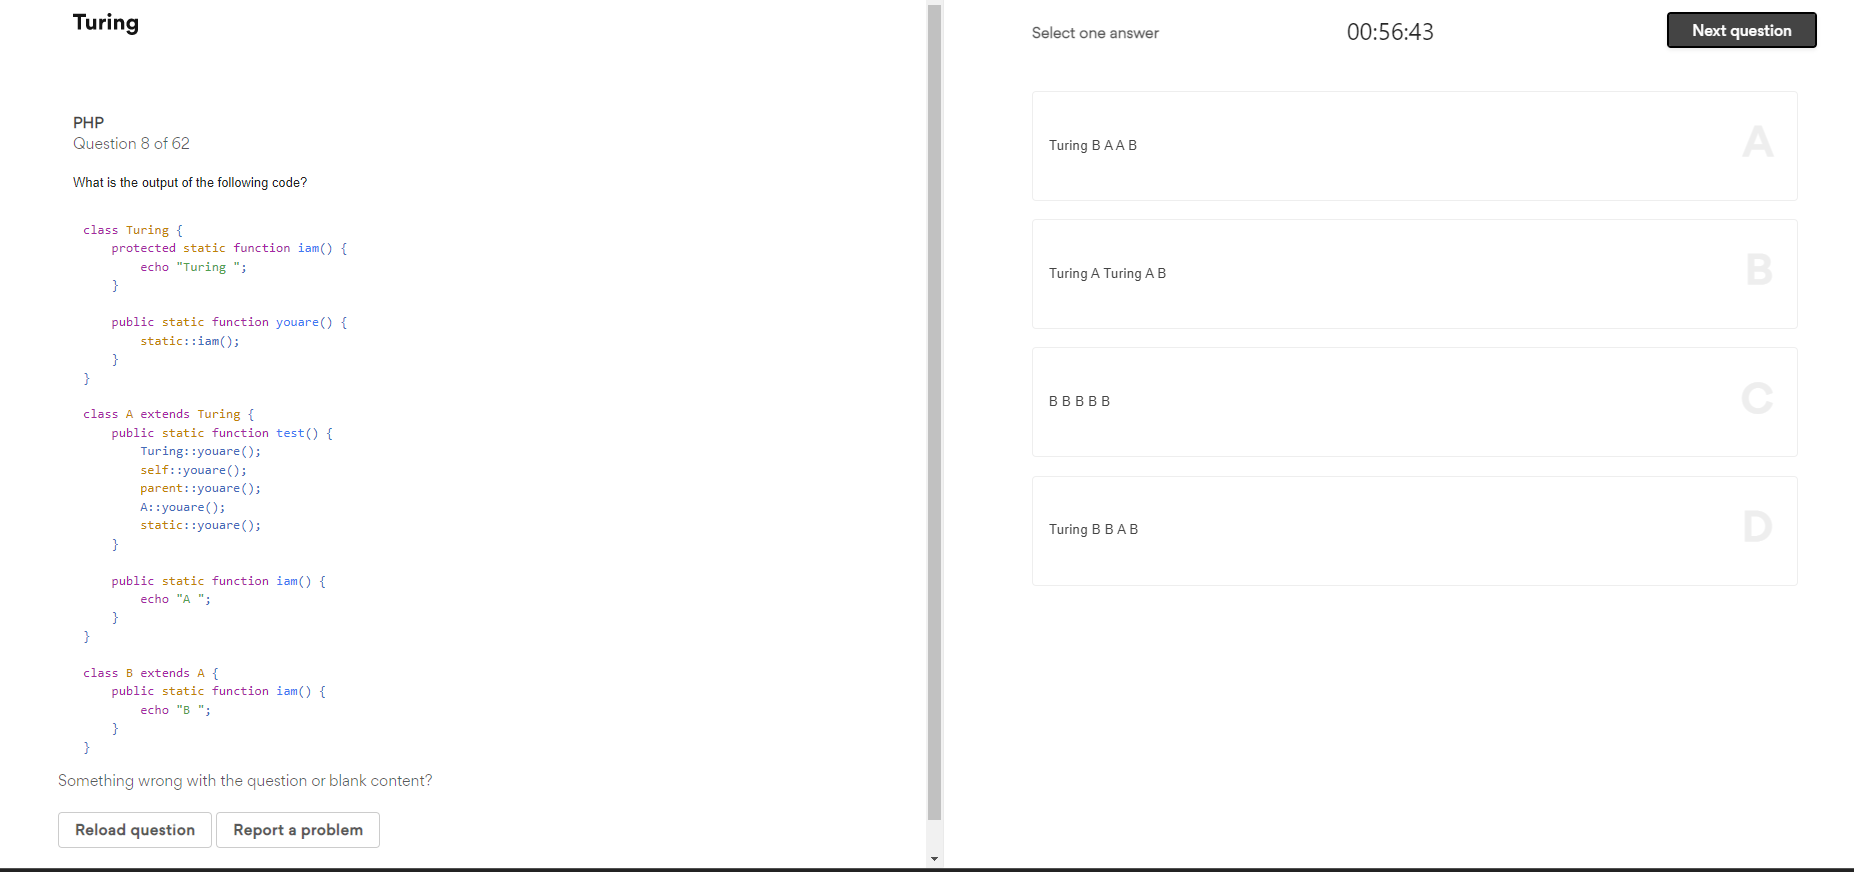 Turing
PHP
Question 8 of 62
What is the output of the following code?
class Turing {
    protected static function iam() {
        echo "Turing ";
    }

    public static function youare() {
        static::iam();
    }
}

class A extends Turing {
    public static function test() {
        Turing::youare();
        self::youare();
        parent::youare();
        A::youare();
        static::youare();
    }

    public static function iam() {
        echo "A ";
    }
}

class B extends A {
    public static function iam() {
        echo "B ";
    }
}
Something wrong with the question or blank content?
Reload question
Report a problem
Select one answer
00:56:43
Next question
Turing B A A B
A
Turing A Turing A B
B
B B B B B
C
Turing B B A B
D